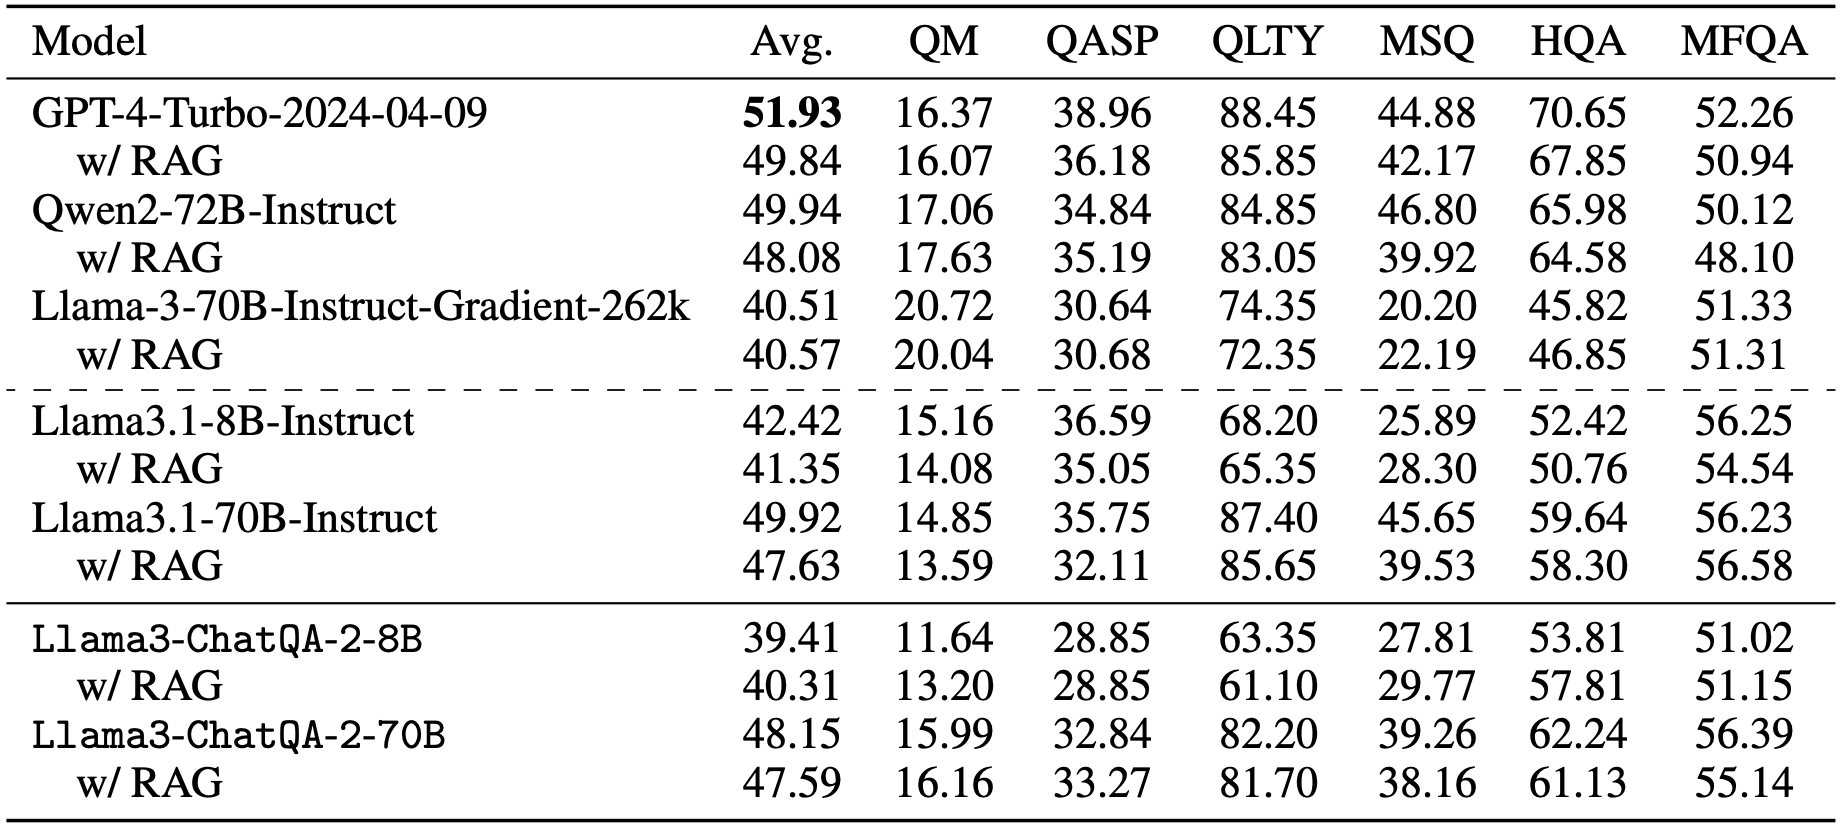 Model Avg. QM QASP QLTY MSQ HQA MFQA
GPT-4-Turbo-2024-04-09 51.93 16.37 38.96 88.45 44.88 70.65 52.26
w/ RAG 49.84 16.07 36.18 85.85 42.17 67.85 50.94
Qwen2-72B-Instruct 49.94 17.06 34.84 84.85 46.80 65.98 50.12
w/ RAG 48.08 17.63 35.19 83.05 39.92 64.58 48.10
Llama-3-70B-Instruct-Gradient-262k 40.51 20.72 30.64 74.35 20.20 45.82 51.33
w/ RAG 40.57 20.04 30.68 72.35 22.19 46.85 51.31
Llama3.1-8B-Instruct 42.42 15.16 36.59 68.20 25.89 52.42 56.25
w/ RAG 41.35 14.08 35.05 65.35 28.30 50.76 54.54
Llama3.1-70B-Instruct 49.92 14.85 35.75 87.40 45.65 59.64 56.23
w/ RAG 47.63 13.59 32.11 85.65 39.53 58.30 56.58
Llama3-ChatQA-2-8B 39.41 11.64 28.85 63.35 27.81 53.81 51.02
w/ RAG 40.31 13.20 28.85 61.10 29.77 57.81 51.15
Llama3-ChatQA-2-70B 48.15 15.99 32.84 82.20 39.26 62.24 56.39
w/ RAG 47.59 16.16 33.27 81.70 38.16 61.13 55.14